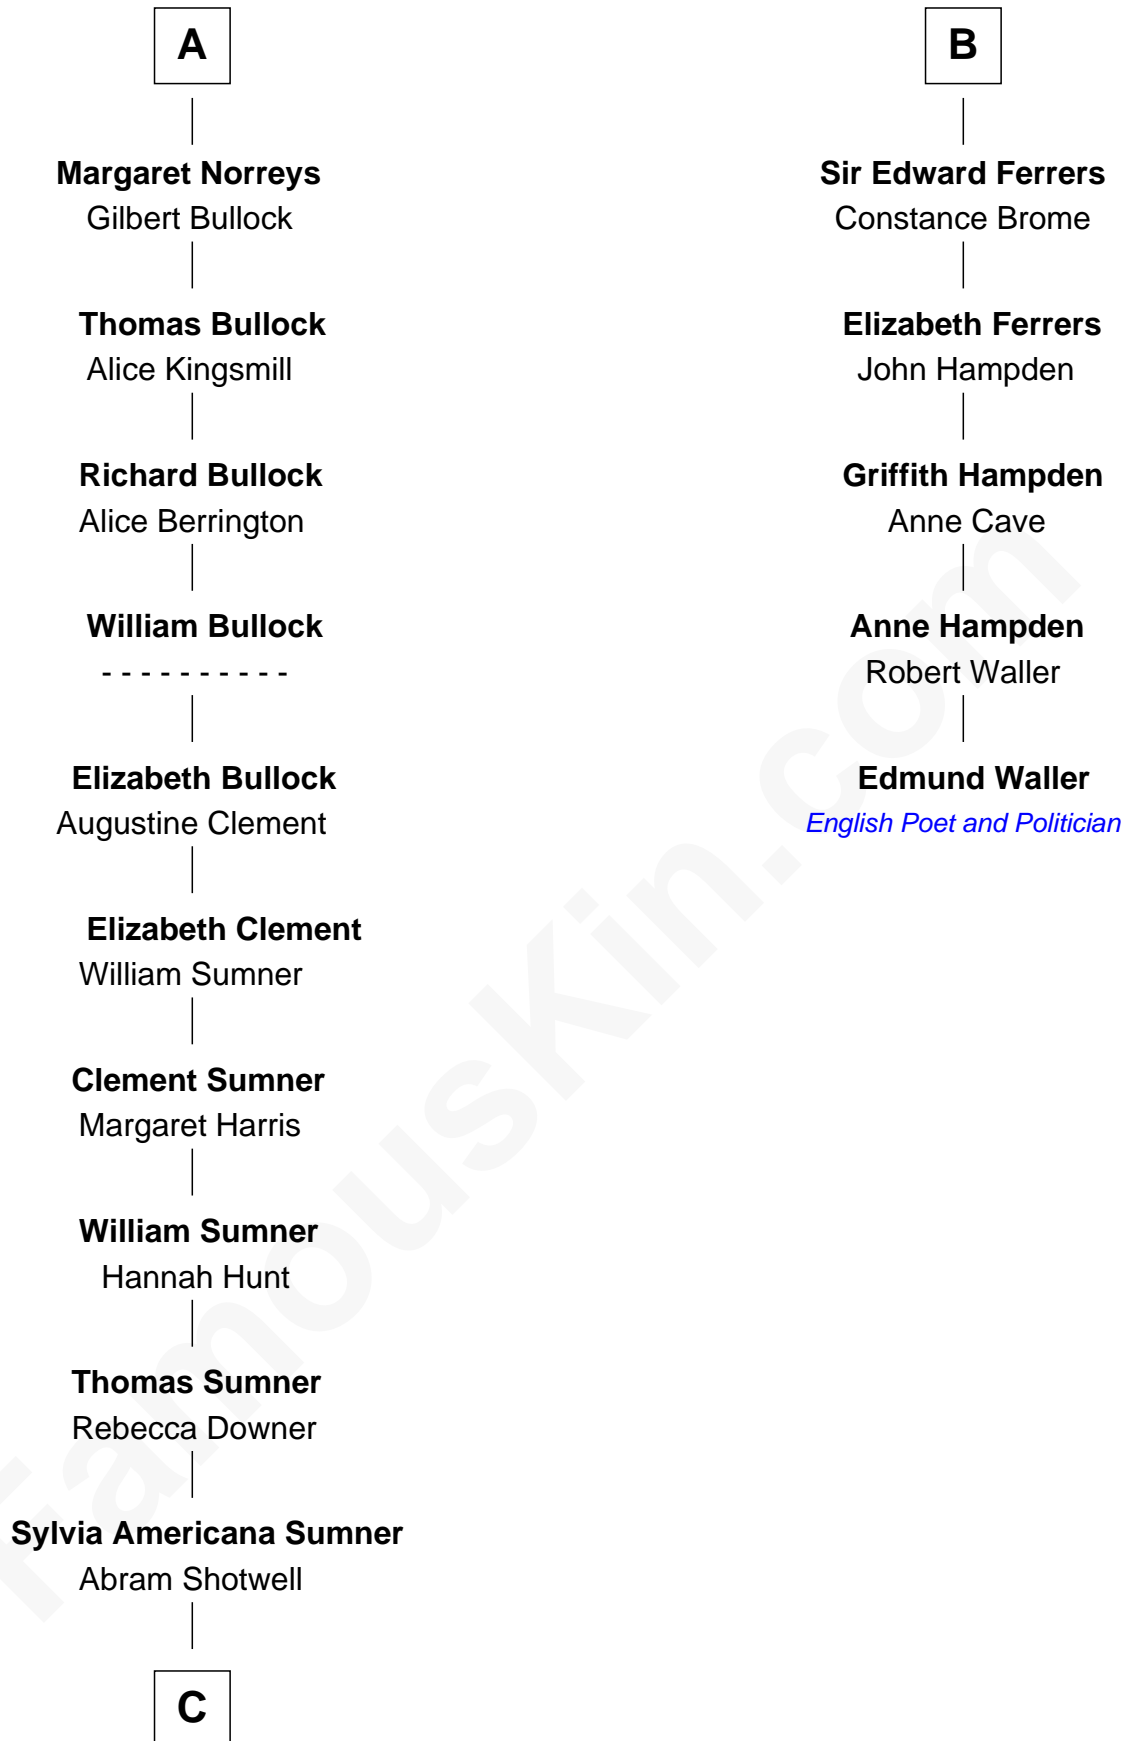 A
Margaret Norreys
Gilbert Bullock
Thomas Bullock
Alice Kingsmill
Richard Bullock
Alice Berrington
William Bullock
- - - - - - - - - -
Elizabeth Bullock
Augustine Clement
Elizabeth Clement
William Sumner
Clement Sumner
Margaret Harris
William Sumner
Hannah Hunt
Thomas Sumner
Rebecca Downer
Sylvia Americana Sumner
Abram Shotwell
C
B
Sir Edward Ferrers
Constance Brome
Elizabeth Ferrers
John Hampden
Griffith Hampden
Anne Cave
Anne Hampden
Robert Waller
Edmund Waller
English Poet and Politician
FamousKin.com